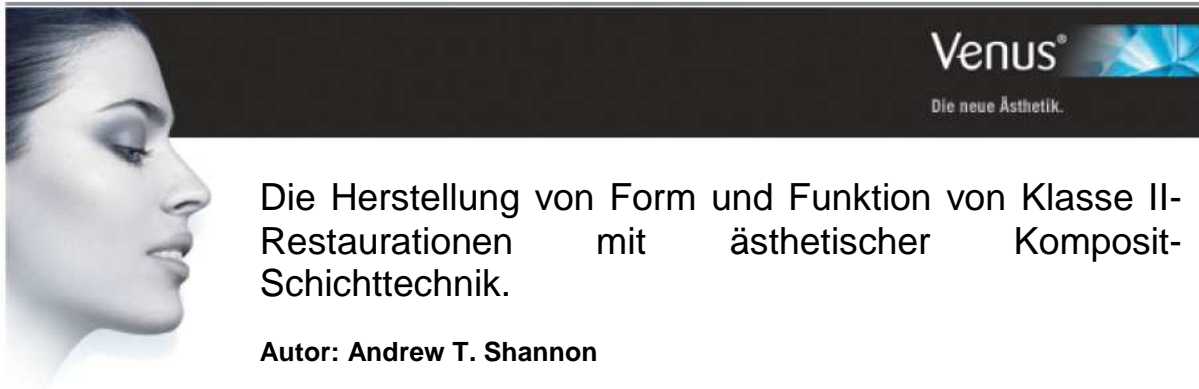 Venus®
Die neue Ästhetik.
Die Herstellung von Form und Funktion von Klasse II-
Restaurationen mit ästhetischer Komposit-
Schichttechnik.
Autor: Andrew T. Shannon